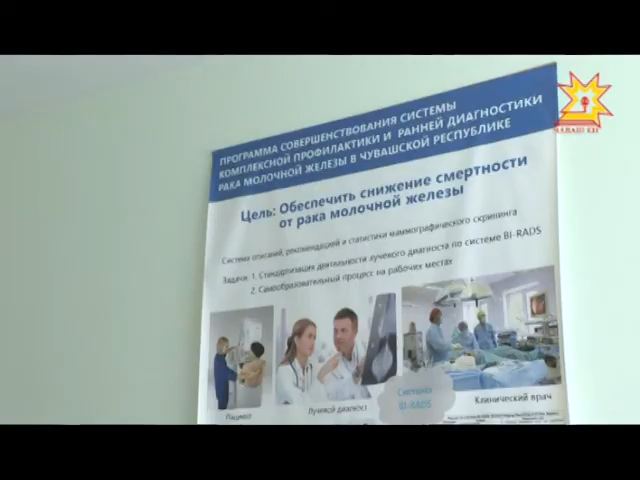 ЧӐВАШ ЕН
ПРОГРАММА СОВЕРШЕНСТВОВАНИЯ СИСТЕМЫ
КОМПЛЕКСНОЙ ПРОФИЛАКТИКИ И РАННЕЙ ДИАГНОСТИКИ
РАКА МОЛОЧНОЙ ЖЕЛЕЗЫ В ЧУВАШСКОЙ РЕСПУБЛИКЕ
Цель: Обеспечить снижение смертности
от рака молочной железы
Система описаний, рекомендаций и статистики маммографического скрининга
Задачи: 1. Стандартизация деятельности лучевого диагноста по системе BI-RADS
2. Самообразовательный процесс на рабочих местах
Пациент
Лучевой диагност
Система
BI-RADS
Клинический врач